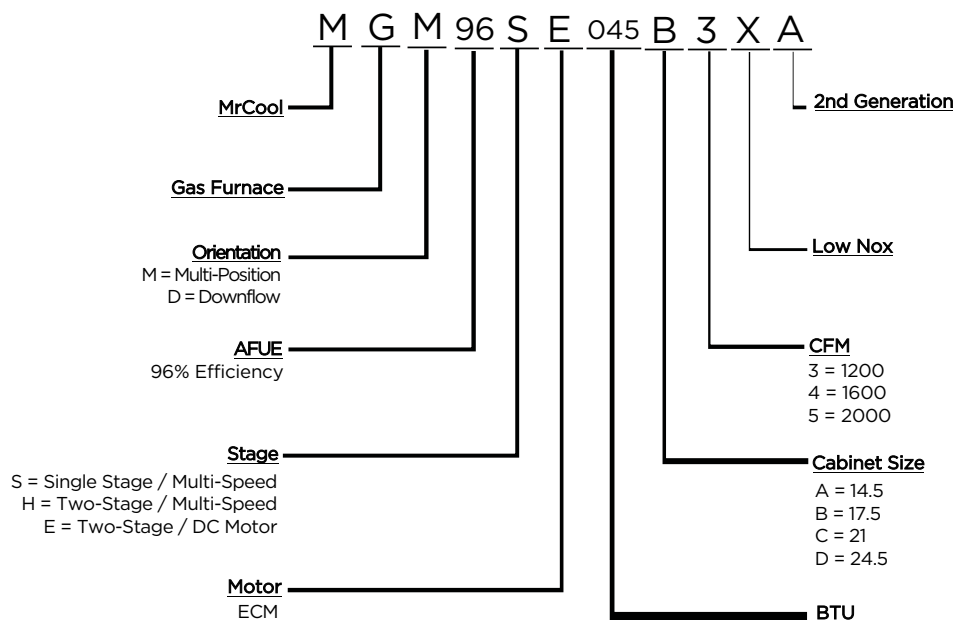 M G M 96 S E 045 B 3 X A
MrCool
2nd Generation
Gas Furnace
Orientation
M = Multi-Position
D = Downflow
Low Nox
AFUE
96% Efficiency
CFM
3 = 1200
4 = 1600
5 = 2000
Stage
S = Single Stage / Multi-Speed
H = Two-Stage / Multi-Speed
E = Two-Stage / DC Motor
Cabinet Size
A = 14.5
B = 17.5
C = 21
D = 24.5
Motor
ECM
BTU